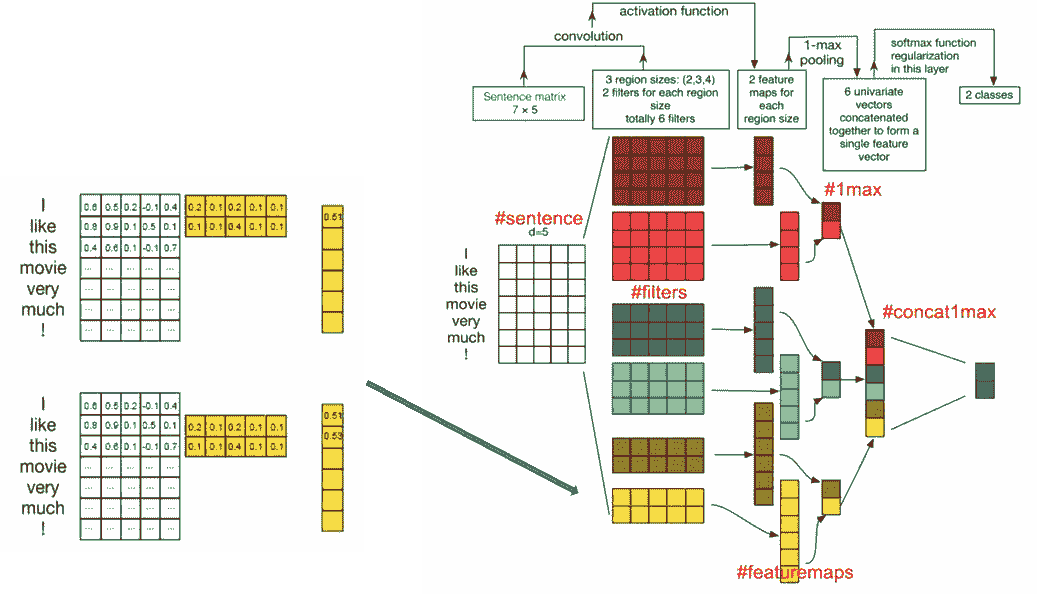 activation function
convolution
1-max
pooling
softmax function
regularization
in this layer
Sentence matrix
7 × 5
3 region sizes: (2,3,4)
2 filters for each region
size
totally 6 filters
2 feature
maps for
each
region size
6 univariate
vectors
concatenated
together to form a
single feature
vector
2 classes
I
like
this
movie
very
much
!
0.6 0.5 0.2 -0.1 0.4
0.8 0.9 0.1 0.5 0.1
0.4 0.6 0.1 -0.1 0.7
... ... ... ... ...
... ... ... ... ...
... ... ... ... ...
... ... ... ... ...
0.2 0.1 0.2 0.1 0.1
0.1 0.1 0.4 0.1 0.1
0.51
I
like
this
movie
very
much
!
0.6 0.5 0.2 -0.1 0.4
0.8 0.9 0.1 0.5 0.1
0.4 0.6 0.1 -0.1 0.7
... ... ... ... ...
... ... ... ... ...
... ... ... ... ...
... ... ... ... ...
0.2 0.1 0.2 0.1 0.1
0.1 0.1 0.4 0.1 0.1
0.51
0.53
#sentence
d=5
I
like
this
movie
very
much
!
#filters
#1max
#concat1max
#featuremaps